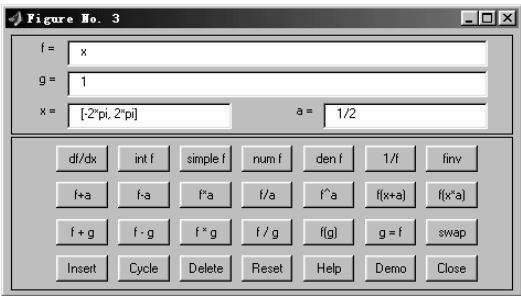 Figure No. 3
f = x
g = 1
x = [-2*pi, 2*pi] a = 1/2
df/dx int f simple f num f den f 1/f finv
f+a f-a f*a f/a f^a f(x+a) f(x*a)
f + g f - g f * g f / g f(g) g = f swap
Insert Cycle Delete Reset Help Demo Close